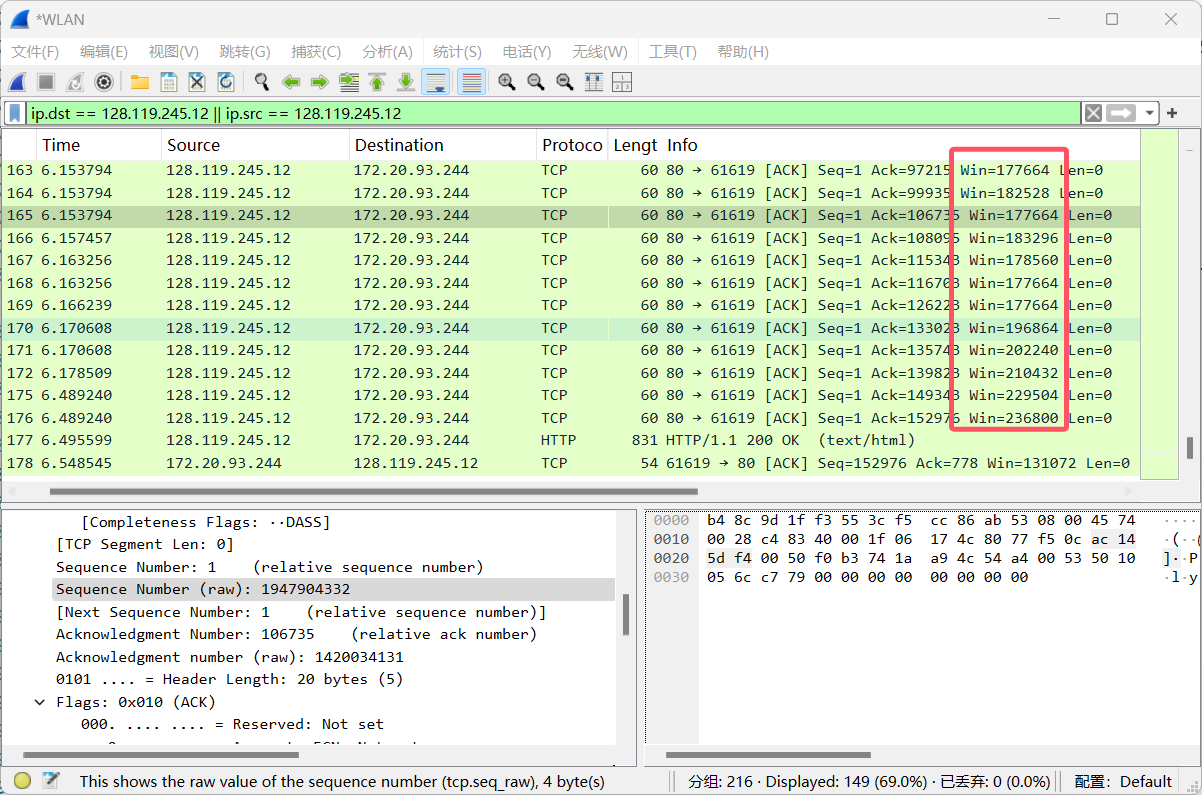 *WLAN
文件(F) 编辑(E) 视图(V) 跳转(G) 捕获(C) 分析(A) 统计(S) 电话(Y) 无线(W) 工具(T) 帮助(H)
ip.dst == 128.119.245.12 || ip.src == 128.119.245.12
Time Source Destination Protoco Lengt Info
163 6.153794 128.119.245.12 172.20.93.244 TCP 60 80 → 61619 [ACK] Seq=1 Ack=97215 Win=177664 Len=0
164 6.153794 128.119.245.12 172.20.93.244 TCP 60 80 → 61619 [ACK] Seq=1 Ack=99935 Win=182528 Len=0
165 6.153794 128.119.245.12 172.20.93.244 TCP 60 80 → 61619 [ACK] Seq=1 Ack=106735 Win=177664 Len=0
166 6.157457 128.119.245.12 172.20.93.244 TCP 60 80 → 61619 [ACK] Seq=1 Ack=108095 Win=183296 Len=0
167 6.163256 128.119.245.12 172.20.93.244 TCP 60 80 → 61619 [ACK] Seq=1 Ack=115343 Win=178560 Len=0
168 6.163256 128.119.245.12 172.20.93.244 TCP 60 80 → 61619 [ACK] Seq=1 Ack=116703 Win=177664 Len=0
169 6.166239 128.119.245.12 172.20.93.244 TCP 60 80 → 61619 [ACK] Seq=1 Ack=126223 Win=177664 Len=0
170 6.170608 128.119.245.12 172.20.93.244 TCP 60 80 → 61619 [ACK] Seq=1 Ack=133023 Win=196864 Len=0
171 6.170608 128.119.245.12 172.20.93.244 TCP 60 80 → 61619 [ACK] Seq=1 Ack=135743 Win=202240 Len=0
172 6.178509 128.119.245.12 172.20.93.244 TCP 60 80 → 61619 [ACK] Seq=1 Ack=139823 Win=210432 Len=0
175 6.489240 128.119.245.12 172.20.93.244 TCP 60 80 → 61619 [ACK] Seq=1 Ack=149343 Win=229504 Len=0
176 6.489240 128.119.245.12 172.20.93.244 TCP 60 80 → 61619 [ACK] Seq=1 Ack=152976 Win=236800 Len=0
177 6.495599 128.119.245.12 172.20.93.244 HTTP 831 HTTP/1.1 200 OK (text/html)
178 6.548545 172.20.93.244 128.119.245.12 TCP 54 61619 → 80 [ACK] Seq=152976 Ack=778 Win=131072 Len=0
[Completeness Flags: ··DASS]
[TCP Segment Len: 0]
Sequence Number: 1 (relative sequence number)
Sequence Number (raw): 1947904332
[Next Sequence Number: 1 (relative sequence number)]
Acknowledgment Number: 106735 (relative ack number)
Acknowledgment number (raw): 1420034131
0101 .... = Header Length: 20 bytes (5)
Flags: 0x010 (ACK)
000. .... .... = Reserved: Not set
0000 b4 8c 9d 1f f3 55 3c f5 cc 86 ab 53 08 00 45 74 ····
0010 00 28 c4 83 40 00 1f 06 17 4c 80 77 f5 0c ac 14 ·(··
0020 5d f4 00 50 f0 b3 74 1a a9 4c 54 a4 00 53 50 10 ]··P
0030 05 6c c7 79 00 00 00 00 00 00 00 00 ·l·y
This shows the raw value of the sequence number (tcp.seq_raw), 4 byte(s) 分组: 216 · Displayed: 149 (69.0%) · 已丢弃: 0 (0.0%) 配置: Default